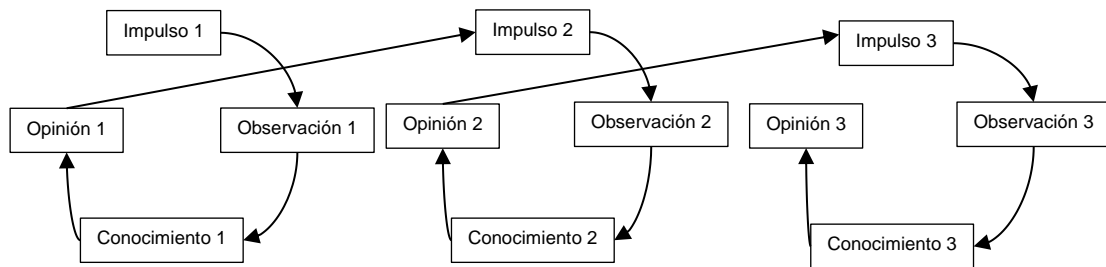 Impulso 1
Impulso 2
Impulso 3
Opinión 1
Observación 1
Opinión 2
Observación 2
Opinión 3
Observación 3
Conocimiento 1
Conocimiento 2
Conocimiento 3